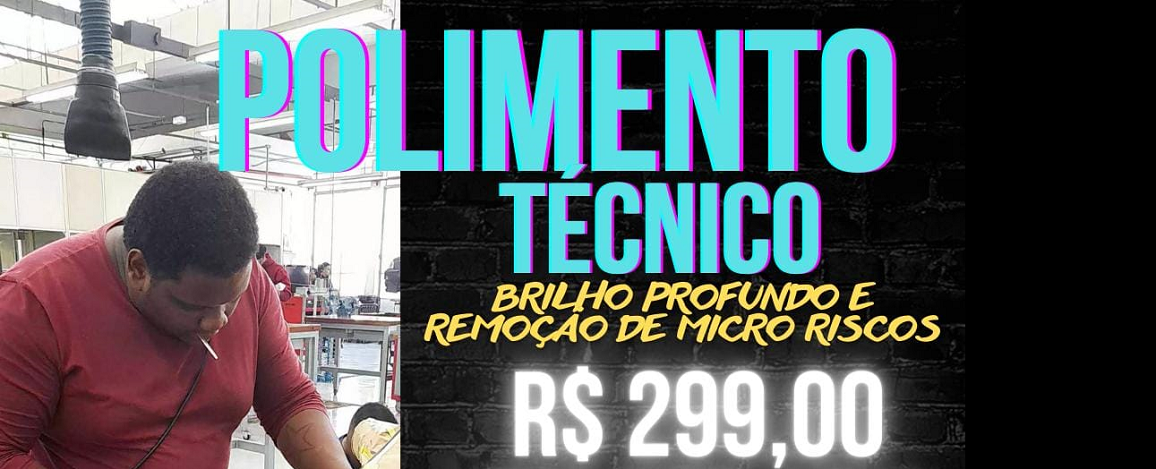 POLIMENTO
TÉCNICO
BRILHO PROFUNDO E
REMOÇÃO DE MICRO RISCOS
R$ 299,00